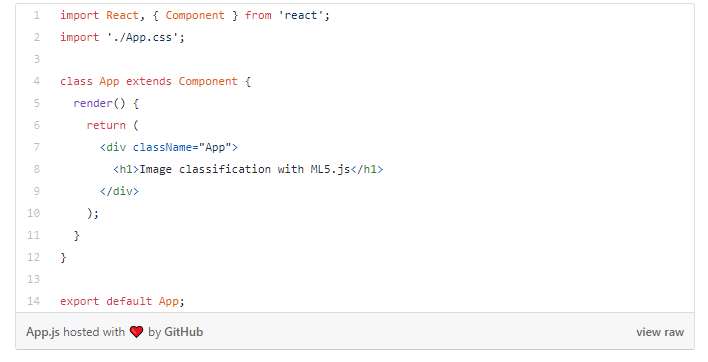 1 import React, { Component } from 'react';
2 import './App.css';
3
4 class App extends Component {
5   render() {
6     return (
7       <div className="App">
8         <h1>Image classification with ML5.js</h1>
9       </div>
10     );
11   }
12 }
13
14 export default App;
App.js hosted with ❤ by GitHub view raw